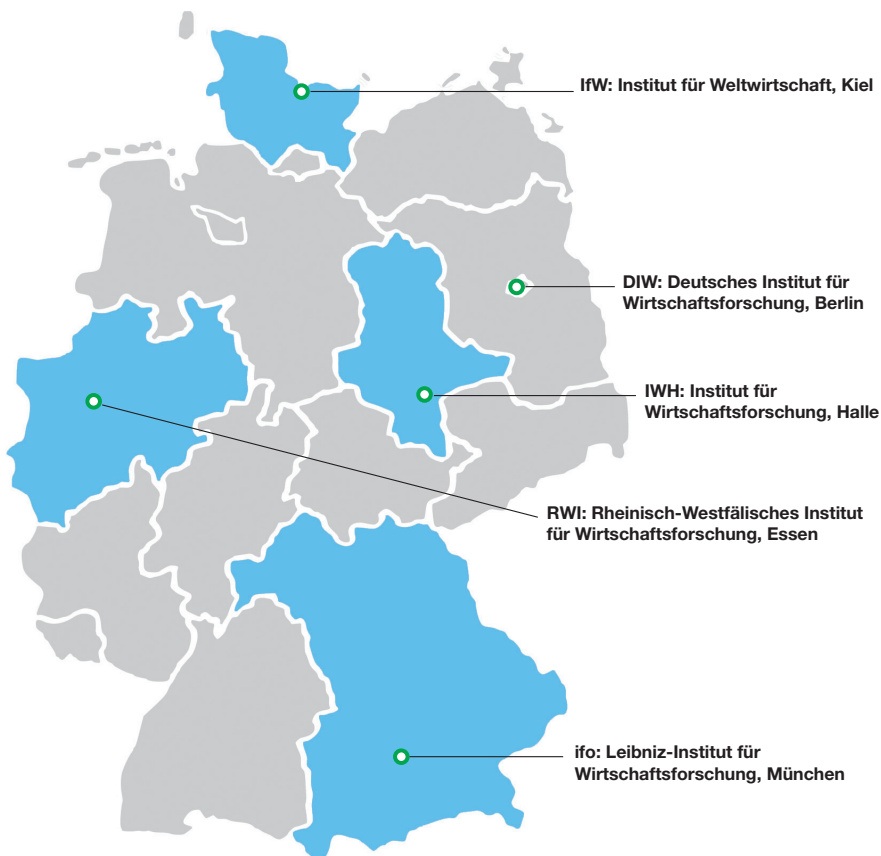 IfW: Institut für Weltwirtschaft, Kiel
DIW: Deutsches Institut für
Wirtschaftsforschung, Berlin
IWH: Institut für
Wirtschaftsforschung, Halle
RWI: Rheinisch-Westfälisches Institut
für Wirtschaftsforschung, Essen
ifo: Leibniz-Institut für
Wirtschaftsforschung, München